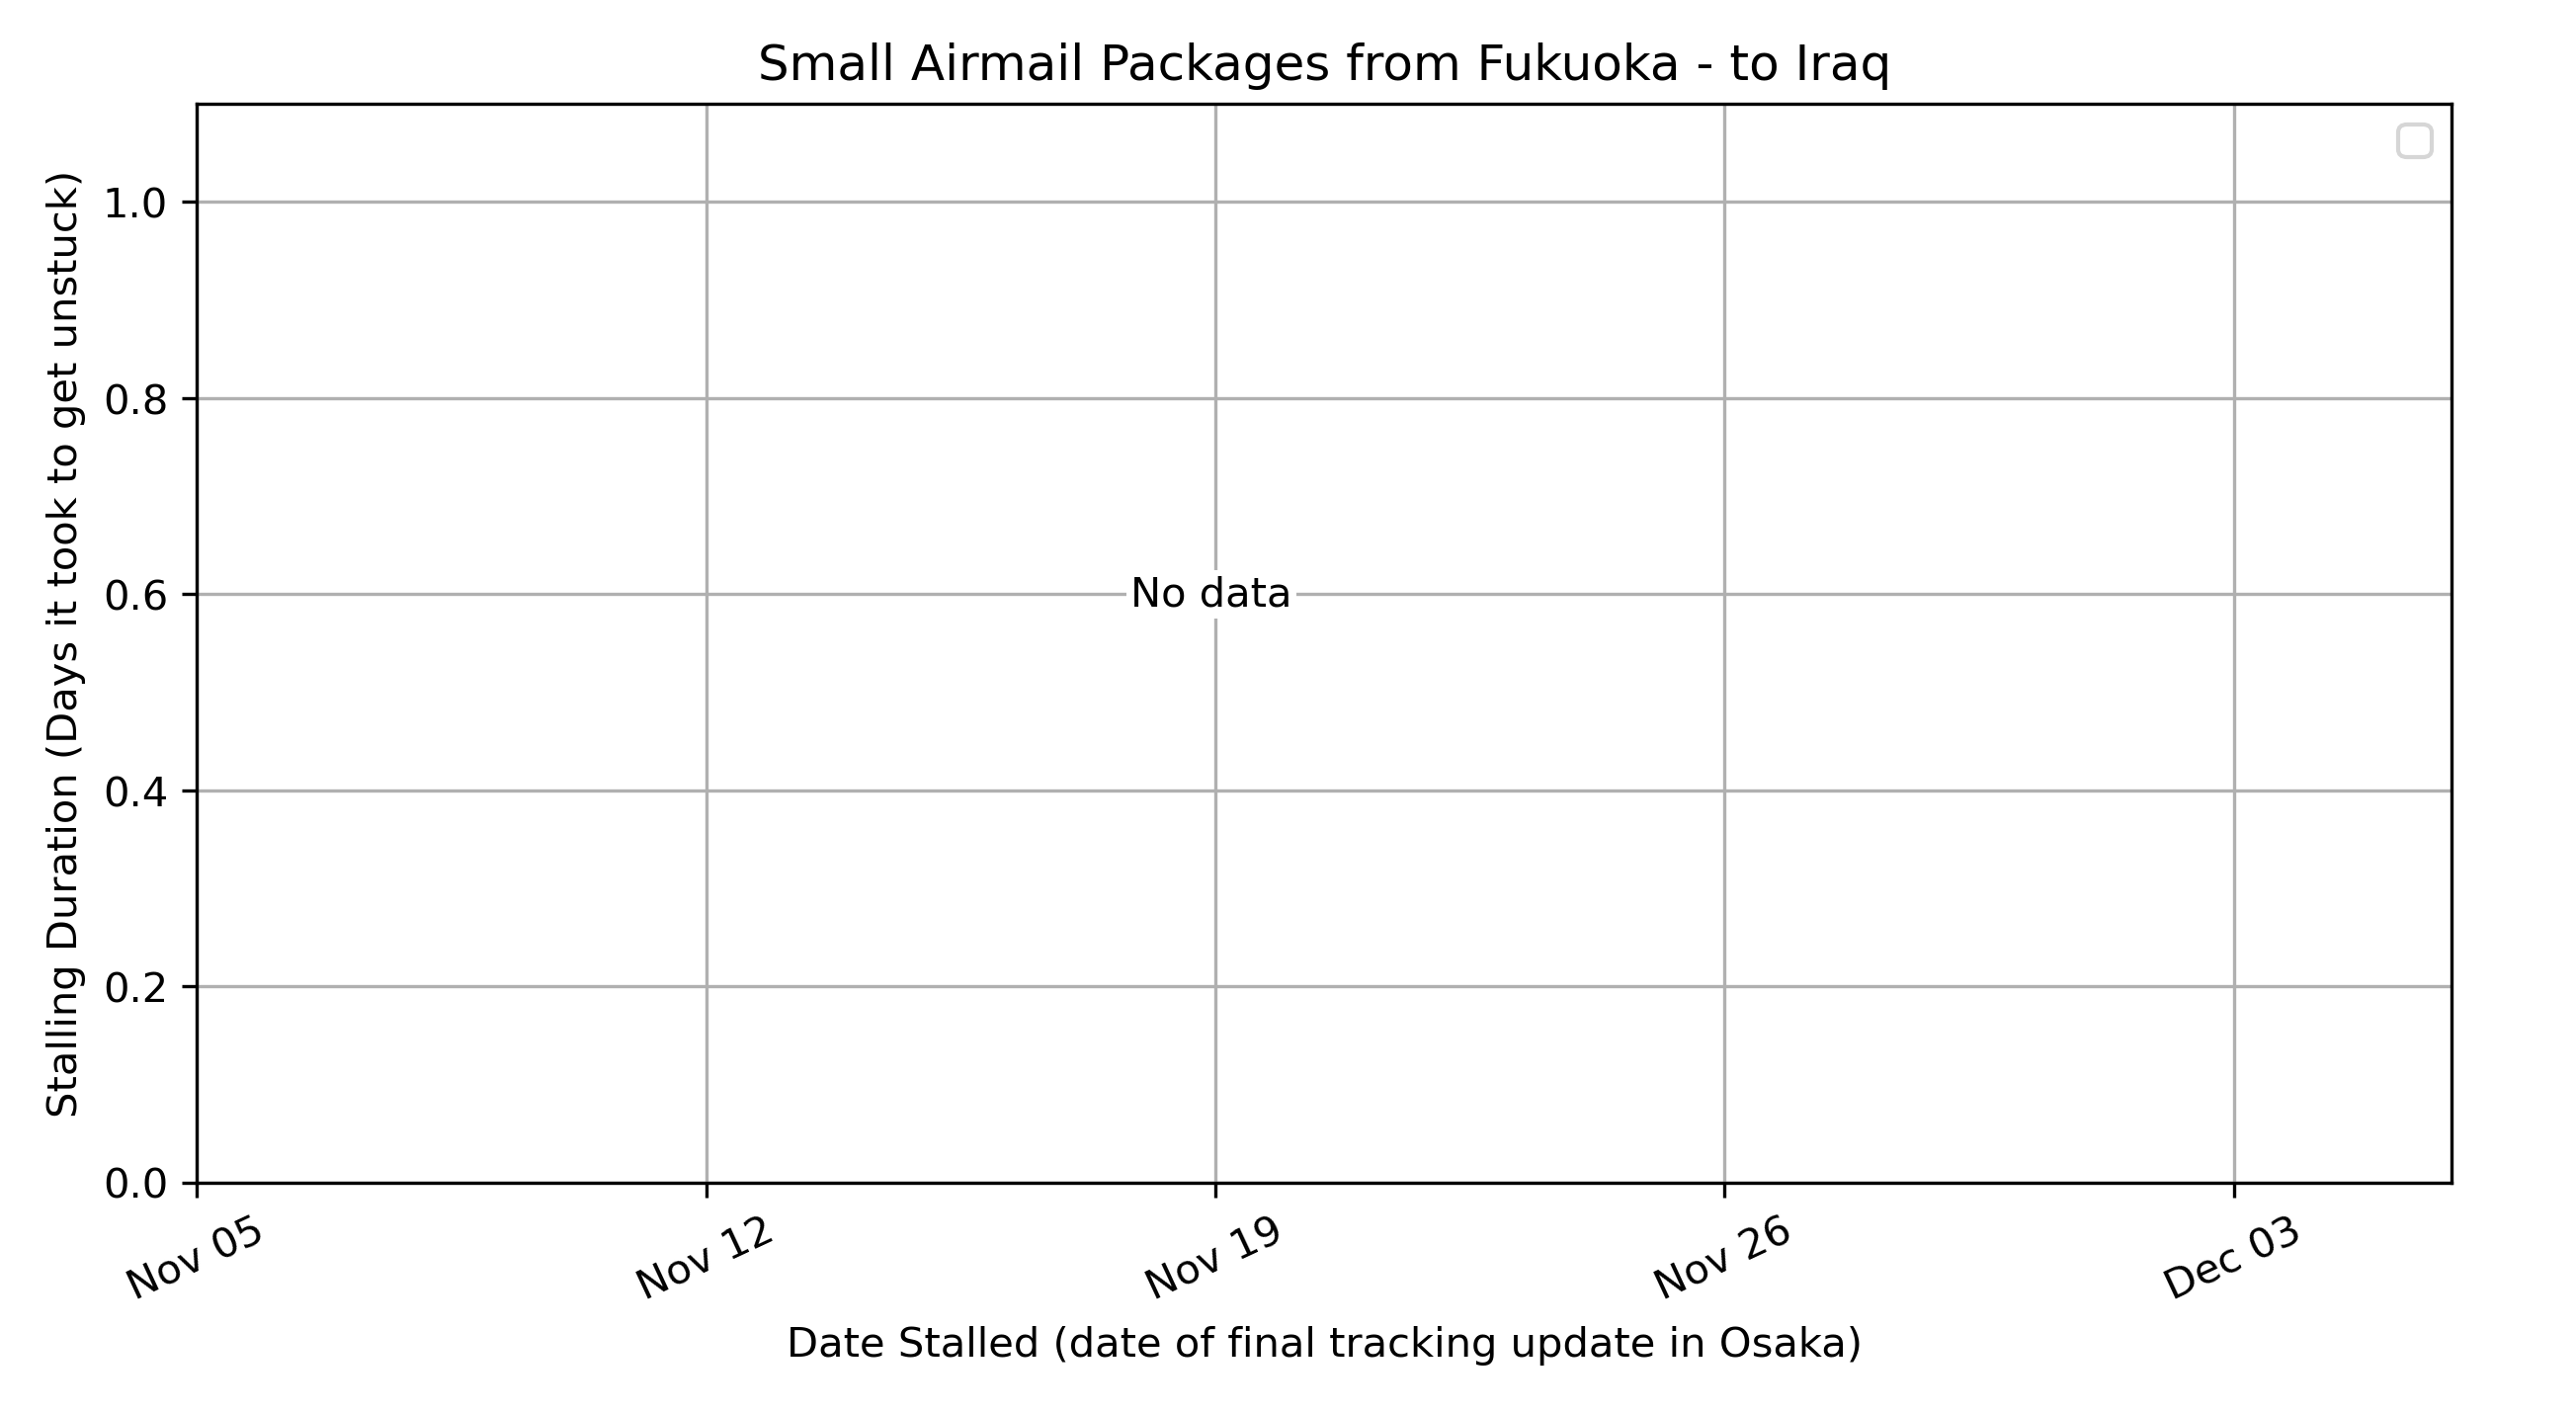 Small Airmail Packages from Fukuoka - to Iraq
Stalling Duration (Days it took to get unstuck)
1.0
0.8
0.6
0.4
0.2
0.0
No data
Nov 05
Nov 12
Nov 19
Nov 26
Dec 03
Date Stalled (date of final tracking update in Osaka)